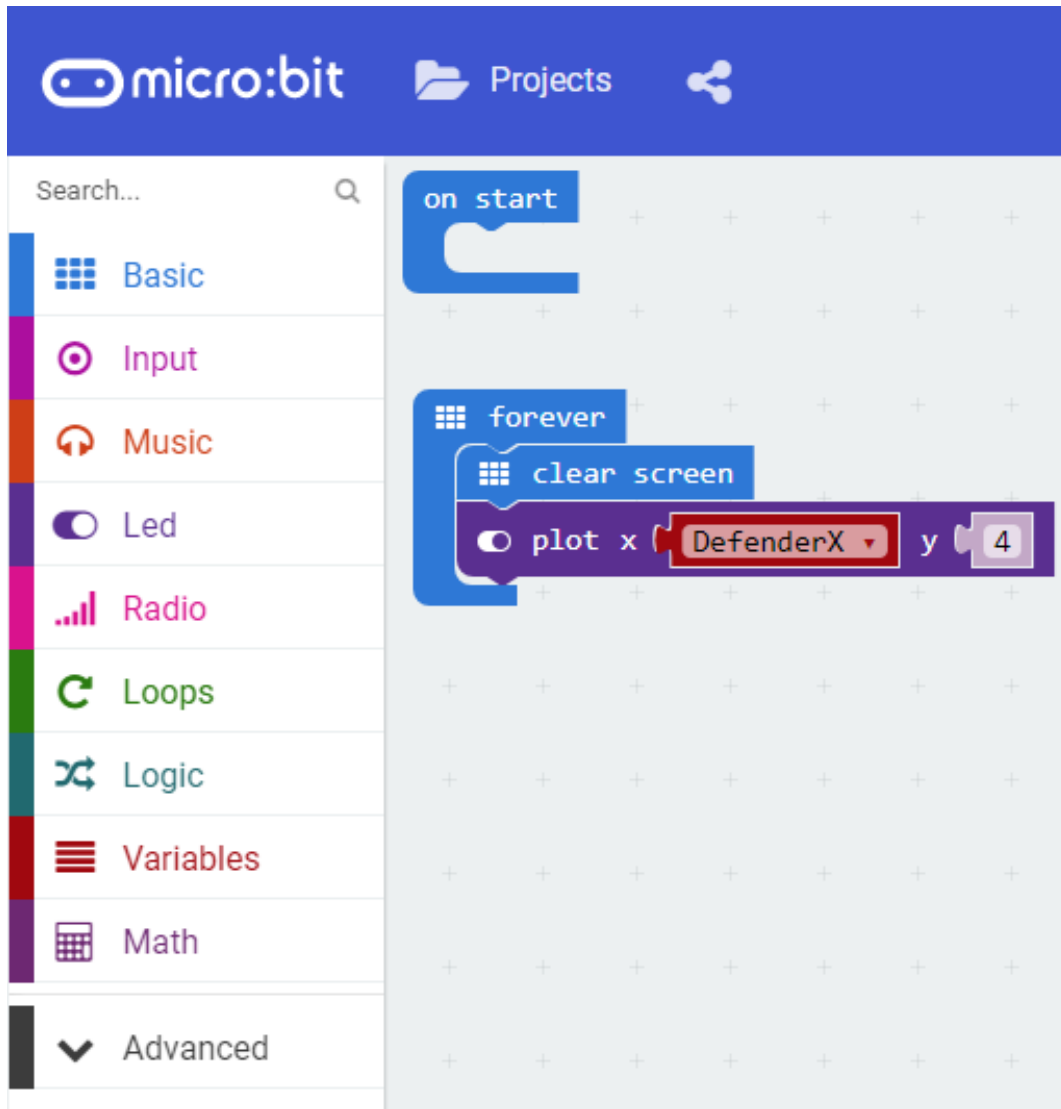 micro:bit Projects
Search...
Basic
Input
Music
Led
Radio
Loops
Logic
Variables
Math
Advanced
on start
forever
clear screen
plot x DefenderX y 4